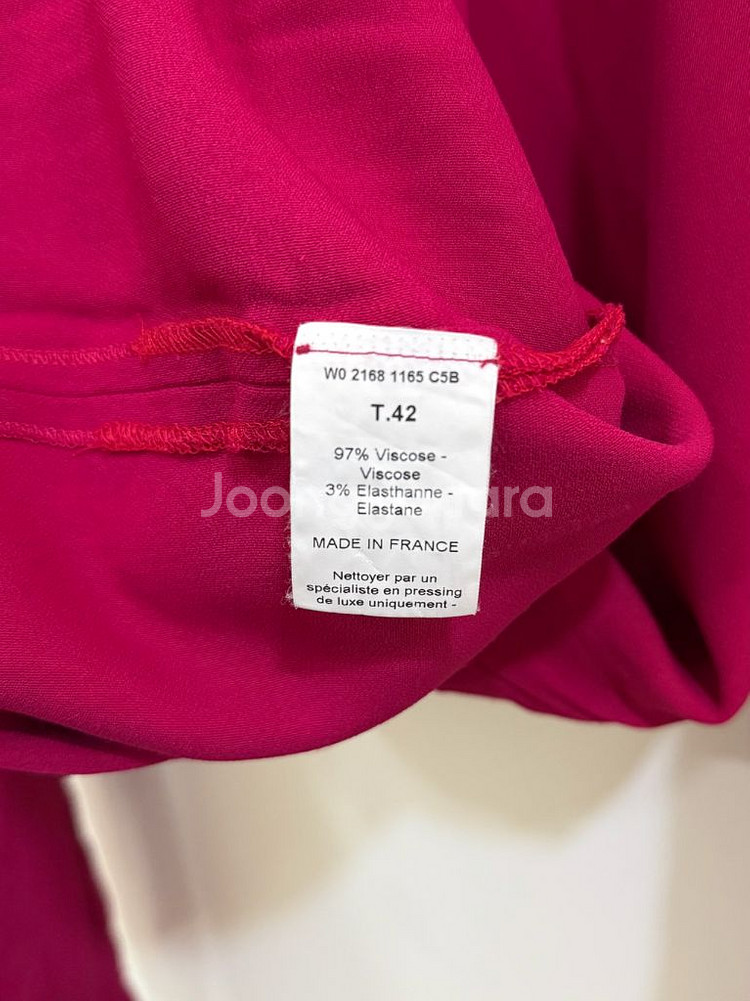 W0 2168 1165 C5B
T.42
97% Viscose -
Viscose
3% Elasthanne -
Elastane
MADE IN FRANCE
Nettoyer par un
spécialiste en pressing
de luxe uniquement -